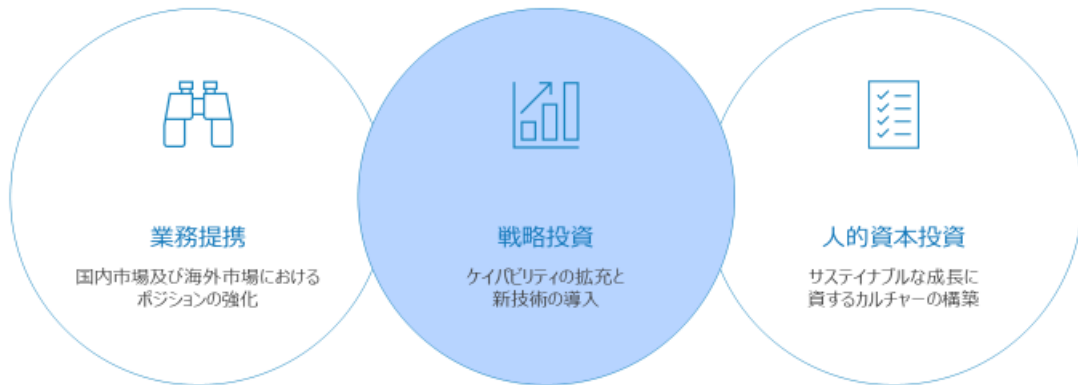 業務提携
国内市場及び海外市場における
ポジションの強化
戦略投資
ケイパビリティの拡充と
新技術の導入
人的資本投資
サステイナブルな成長に
資するカルチャーの構築